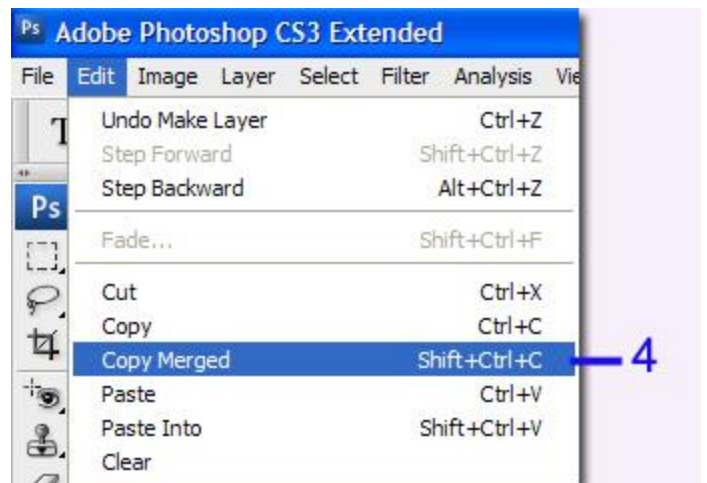 Ps Adobe Photoshop CS3 Extended
File Edit Image Layer Select Filter Analysis
T
Undo Make Layer Ctrl+Z
Step Forward Shift+Ctrl+Z
Step Backward Alt+Ctrl+Z
Ps
Fade... Shift+Ctrl+F
Cut Ctrl+X
Copy Ctrl+C
Copy Merged Shift+Ctrl+C 4
Paste Ctrl+V
Paste Into Shift+Ctrl+V
Clear